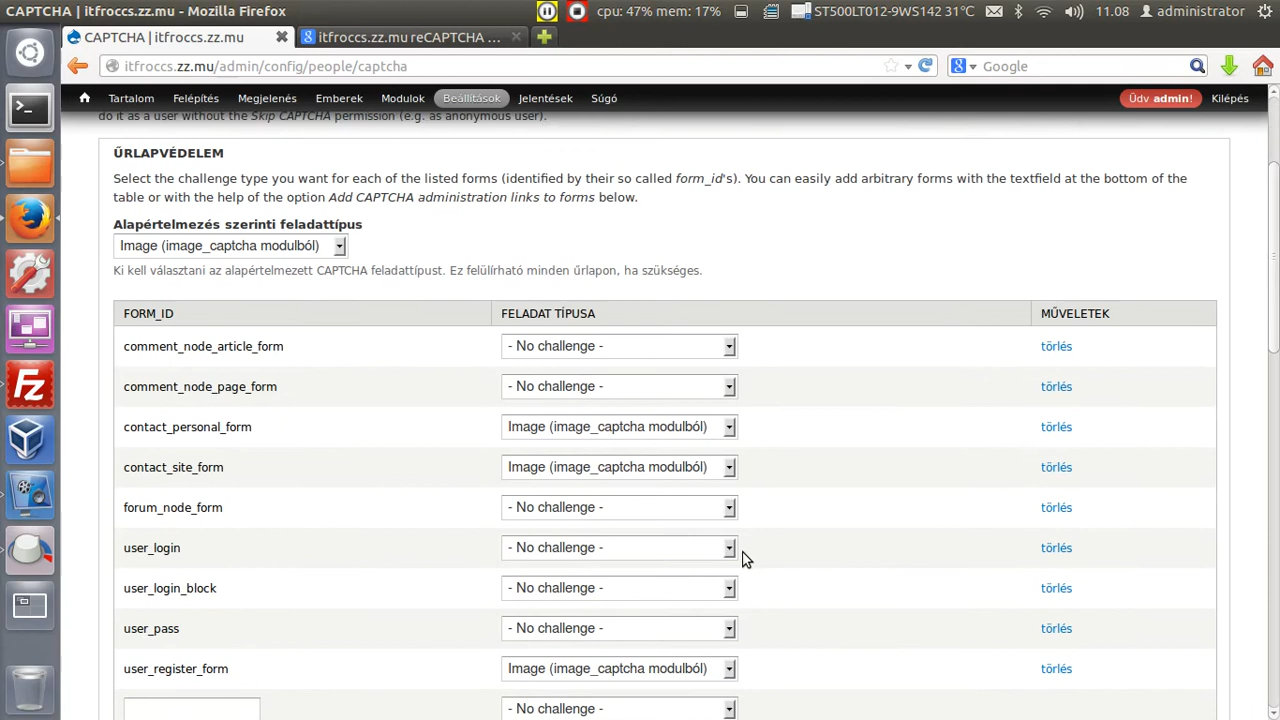 CAPTCHA | itfroccs.zz.mu - Mozilla Firefox
cpu: 47% mem: 17%
ST500LT012-9WS142 31°C
11.08
administrator
CAPTCHA | itfroccs.zz.mu
itfroccs.zz.mu reCAPTCHA ...
itfroccs.zz.mu/admin/config/people/captcha
Google
Tartalom Felépítés Megjelenés Emberek Modulok Beállítások Jelentések Súgó Üdv admin! Kilépés
do it as a user without the Skip CAPTCHA permission (e.g. as anonymous user).
ŰRLAPVÉDELEM
Select the challenge type you want for each of the listed forms (identified by their so called form_id's). You can easily add arbitrary forms with the textfield at the bottom of the
table or with the help of the option Add CAPTCHA administration links to forms below.
Alapértelmezés szerinti feladattípus
Image (image_captcha modulból)
Ki kell választani az alapértelmezett CAPTCHA feladattípust. Ez felülírható minden űrlapon, ha szükséges.
FORM_ID FELADAT TÍPUSA MŰVELETEK
comment_node_article_form - No challenge - törlés
comment_node_page_form - No challenge - törlés
contact_personal_form Image (image_captcha modulból) törlés
contact_site_form Image (image_captcha modulból) törlés
forum_node_form - No challenge - törlés
user_login - No challenge - törlés
user_login_block - No challenge - törlés
user_pass - No challenge - törlés
user_register_form Image (image_captcha modulból) törlés
- No challenge -